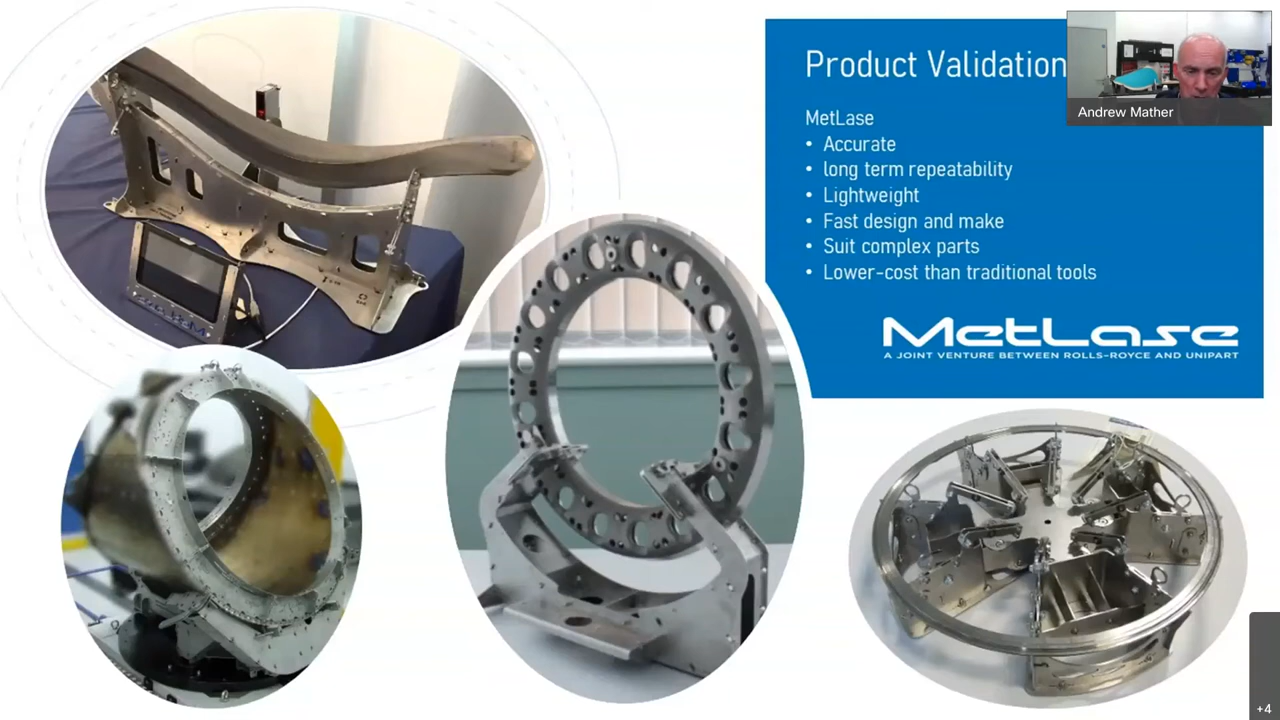 Product Validation
Andrew Mather
MetLase
• Accurate
• long term repeatability
• Lightweight
• Fast design and make
• Suit complex parts
• Lower-cost than traditional tools
MetLase
A JOINT VENTURE BETWEEN ROLLS-ROYCE AND UNIPART
+4